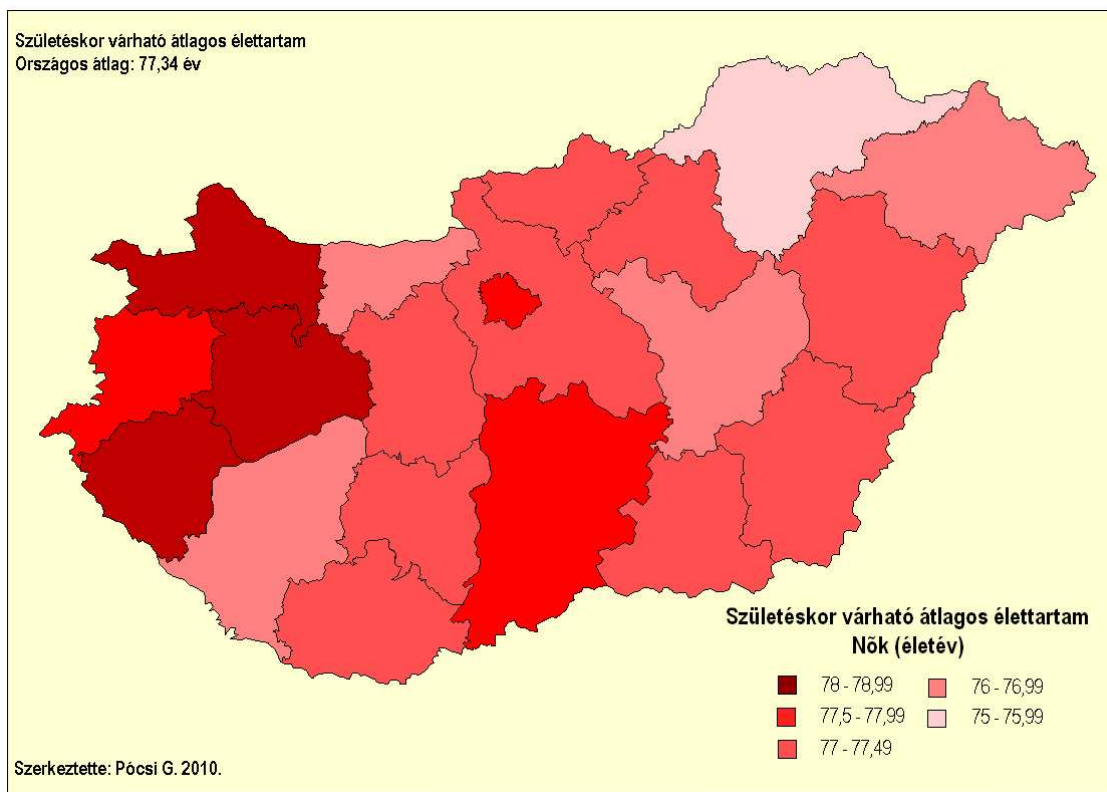 Születéskor várható átlagos élettartam
Országos átlag: 77,34 év
Születéskor várható átlagos élettartam
Nõk (életév)
78 - 78,99
76 - 76,99
77,5 - 77,99
75 - 75,99
77 - 77,49
Szerkeztette: Pócsi G. 2010.